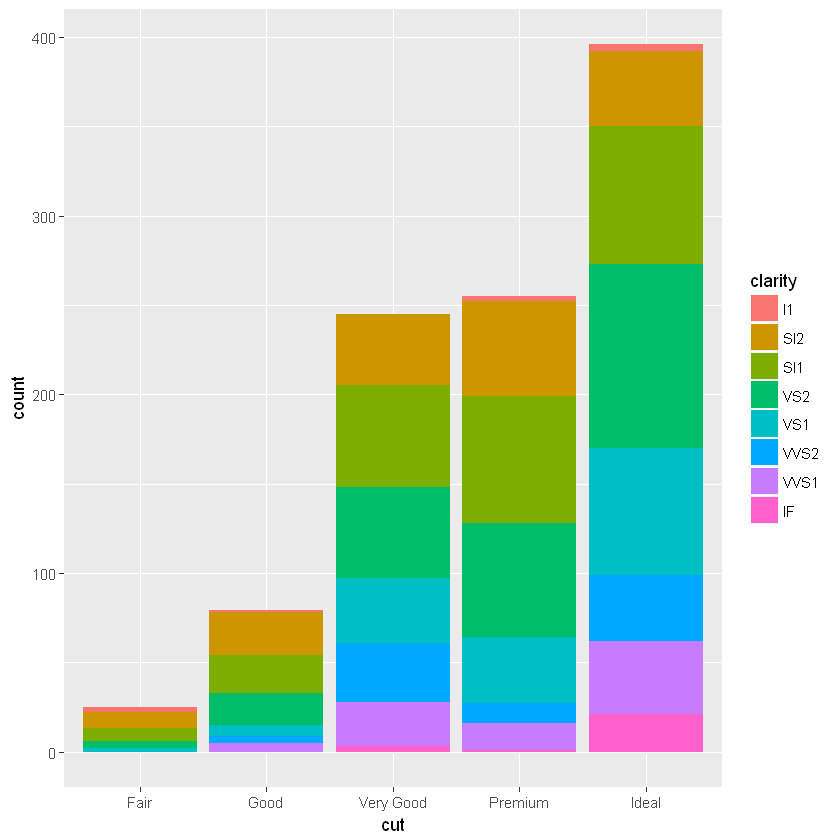 400
300
200
100
0
count
Fair Good Very Good Premium Ideal
cut
clarity
I1
SI2
SI1
VS2
VS1
VVS2
VVS1
IF